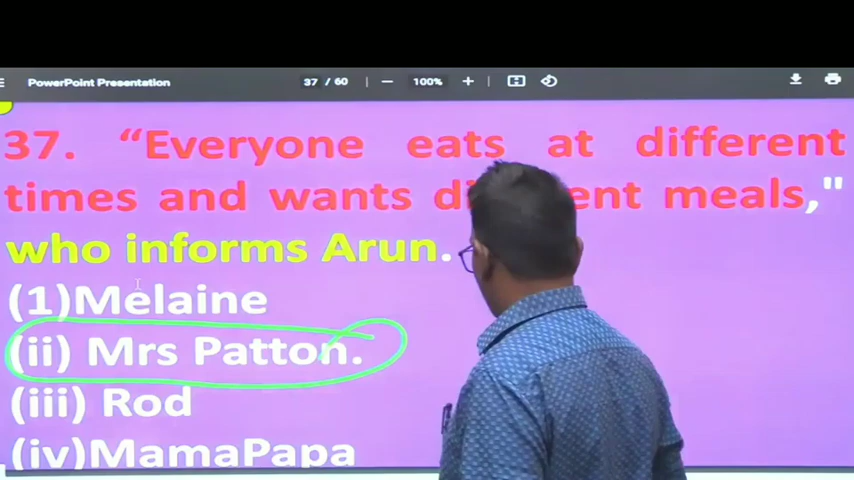 PowerPoint Presentation 37 / 60 100%
37. “Everyone eats at different
times and wants ent meals,"
who informs Arun.
(1)Melaine
(ii) Mrs Patton.
(iii) Rod
(iv)MamaPapa